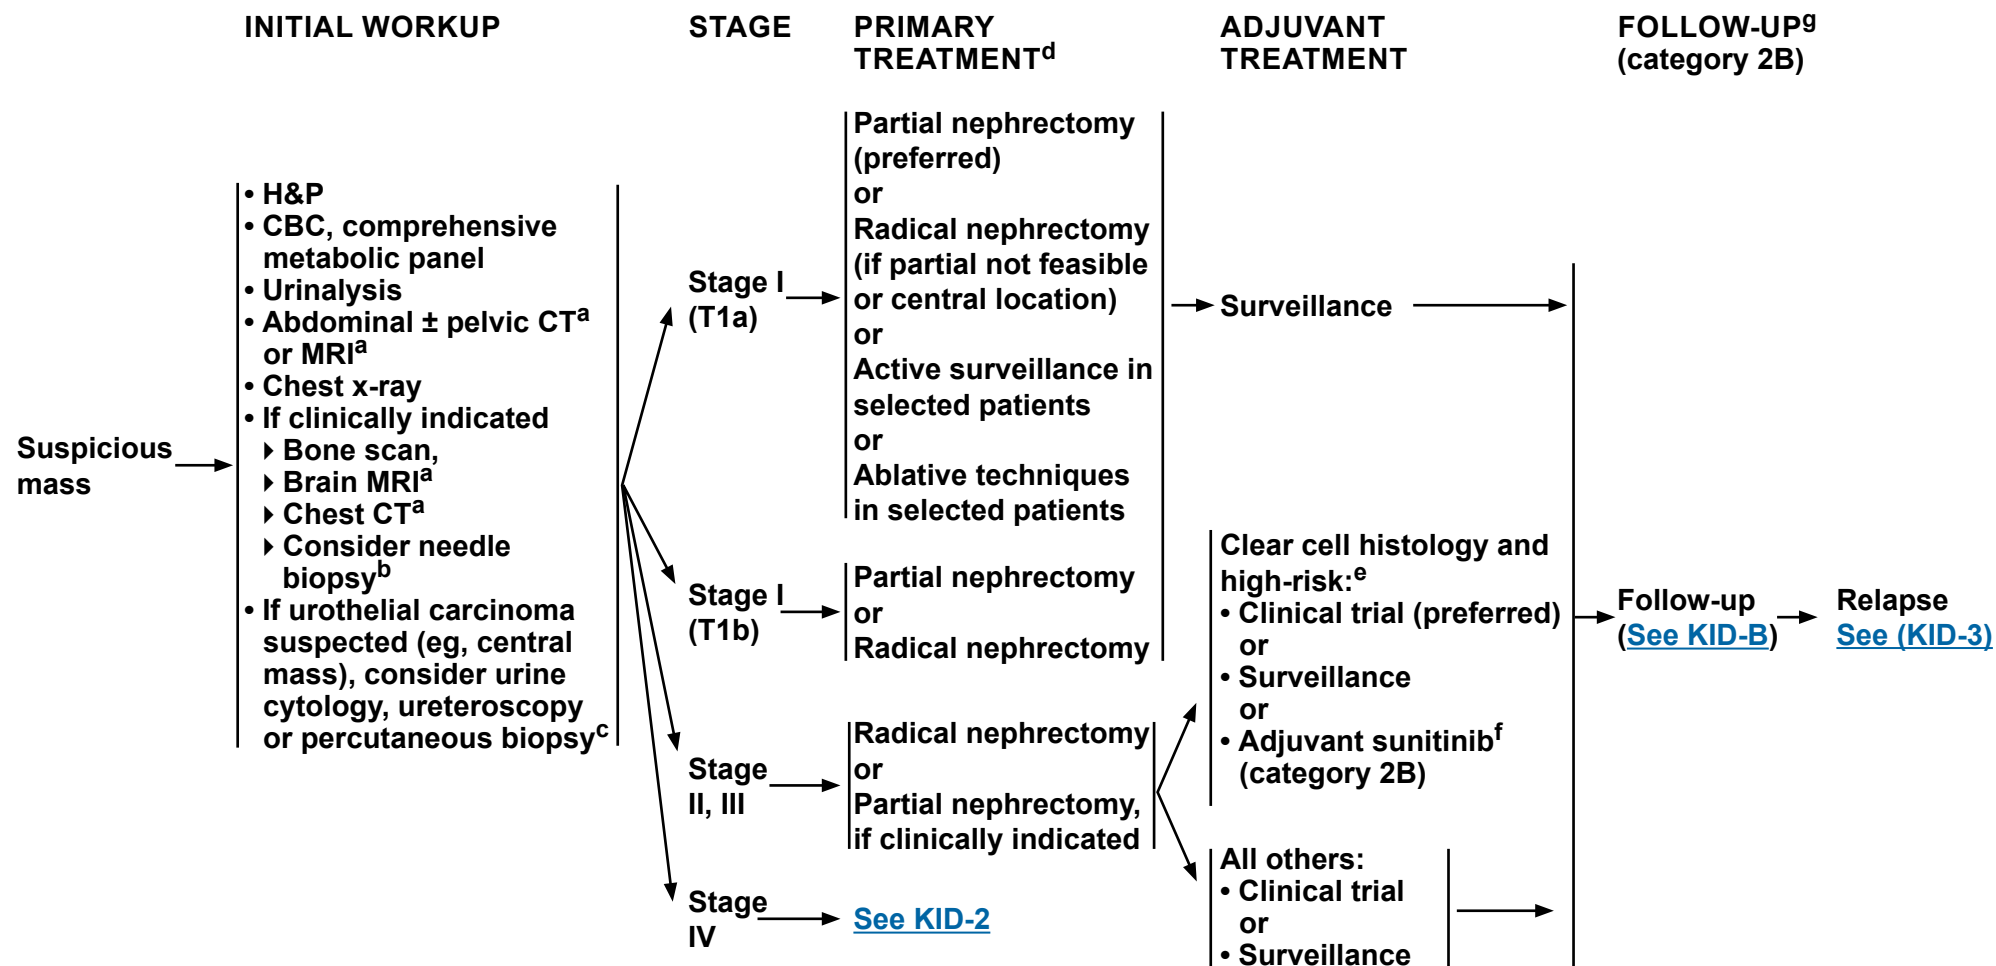 INITIAL WORKUP
STAGE
PRIMARY
TREATMENTd
ADJUVANT
TREATMENT
FOLLOW-UPg
(category 2B)
Suspicious
mass
• H&P
• CBC, comprehensive
metabolic panel
• Urinalysis
• Abdominal ± pelvic CTa
or MRIa
• Chest x-ray
• If clinically indicated
Bone scan,
Brain MRIa
Chest CTa
Consider needle
biopsyb
• If urothelial carcinoma
suspected (eg, central
mass), consider urine
cytology, ureteroscopy
or percutaneous biopsyc
Stage I
(T1a)
Partial nephrectomy
(preferred)
or
Radical nephrectomy
(if partial not feasible
or central location)
or
Active surveillance in
selected patients
or
Ablative techniques
in selected patients
Surveillance
Stage I
(T1b)
Partial nephrectomy
or
Radical nephrectomy
Stage
II, III
Radical nephrectomy
or
Partial nephrectomy,
if clinically indicated
Clear cell histology and
high-risk:e
• Clinical trial (preferred)
or
• Surveillance
or
• Adjuvant sunitinibf
(category 2B)
All others:
• Clinical trial
or
• Surveillance
Stage
IV
See KID-2
Follow-up
(See KID-B)
Relapse
See (KID-3)